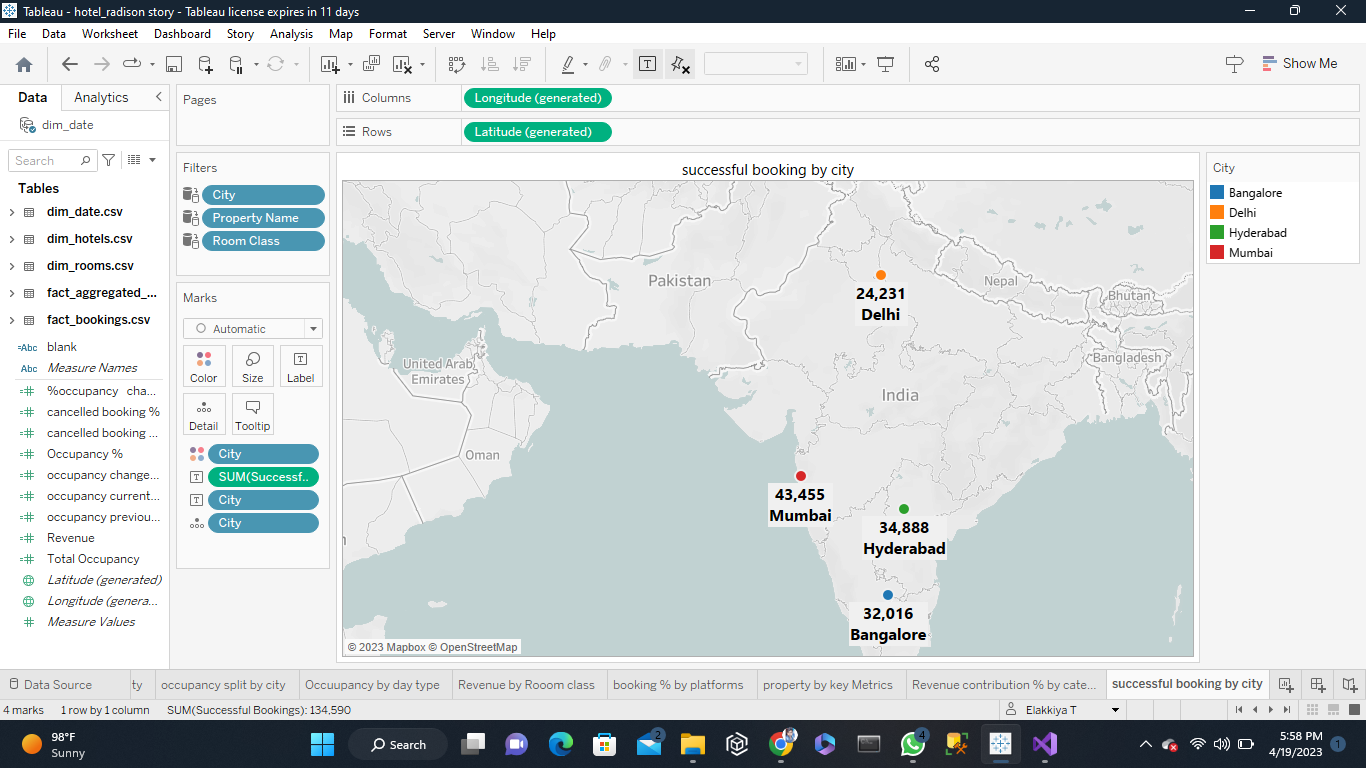 Tableau - hotel_radison story - Tableau license expires in 11 days
File Data Worksheet Dashboard Story Analysis Map Format Server Window Help
Show Me
Data Analytics
dim_date
Search
Tables
dim_date.csv
dim_hotels.csv
dim_rooms.csv
fact_aggregated_...
fact_bookings.csv
=Abc blank
Abc Measure Names
%occupancy cha...
cancelled booking %
cancelled booking ...
Occupancy %
occupancy change...
occupancy current...
occupancy previou...
Revenue
Total Occupancy
Latitude (generated)
Longitude (genera...
Measure Values
Pages
Filters
City
Property Name
Room Class
Marks
Automatic
Color Size Label
Detail Tooltip
City
SUM(Successf..
City
City
Columns Longitude (generated)
Rows Latitude (generated)
successful booking by city
Pakistan
Nepal
Bhutan
Bangladesh
United Arab
Emirates
India
Oman
24,231
Delhi
43,455
Mumbai
34,888
Hyderabad
32,016
Bangalore
© 2023 Mapbox © OpenStreetMap
City
Bangalore
Delhi
Hyderabad
Mumbai
Data Source ty occupancy split by city Occuupancy by day type Revenue by Rooom class booking % by platforms property by key Metrics Revenue contribution % by cate... successful booking by city
4 marks 1 row by 1 column SUM(Successful Bookings): 134,590 Elakkiya T
98°F
Sunny
Search
2
4
5:58 PM
4/19/2023
1